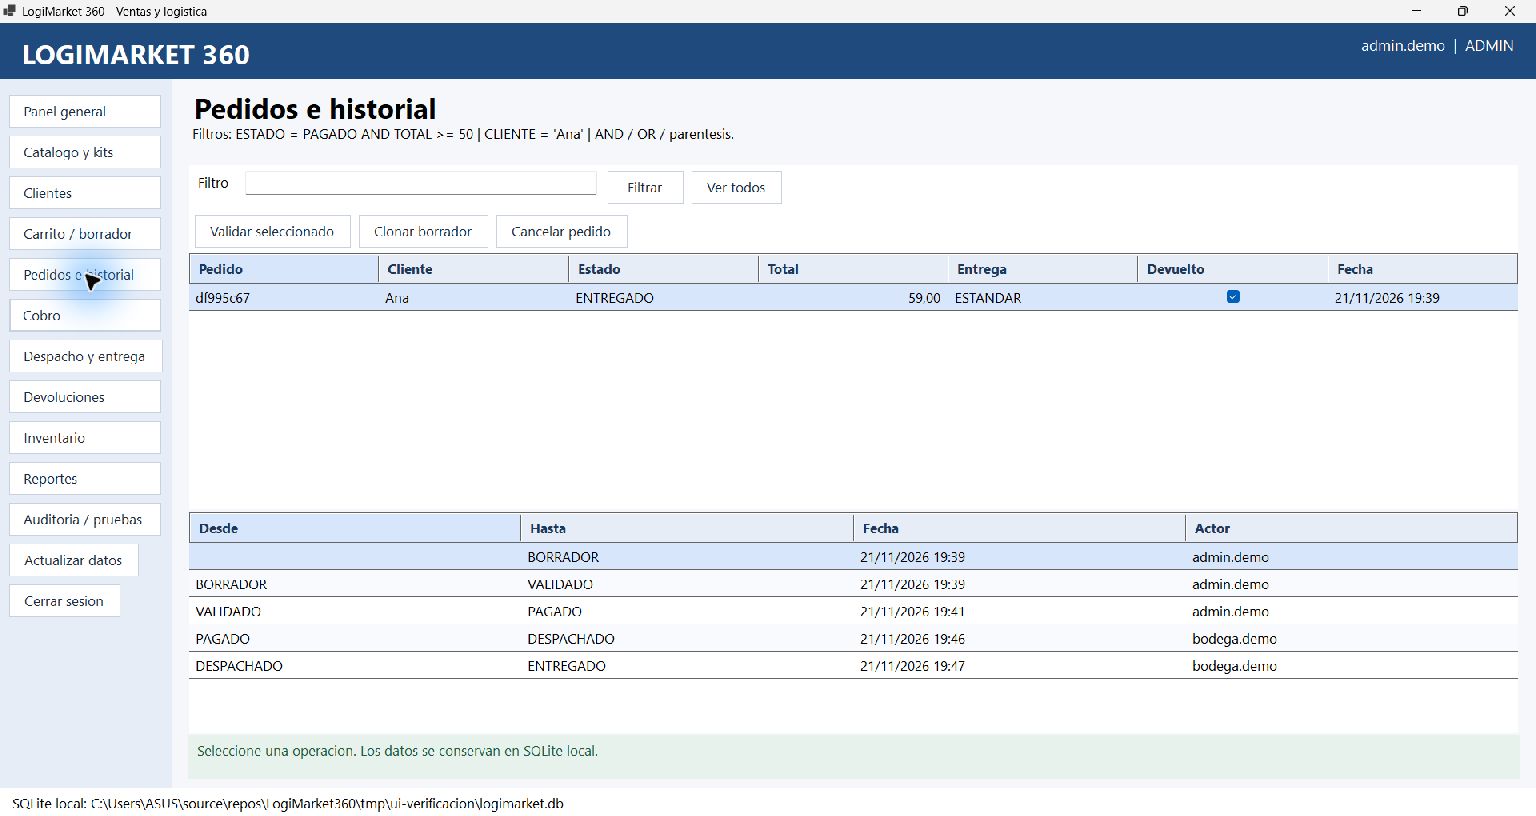 LogiMarket 360 - Ventas y logistica
LOGIMARKET 360
admin.demo | ADMIN
Panel general
Catalogo y kits
Clientes
Carrito / borrador
Pedidos e historial
Cobro
Despacho y entrega
Devoluciones
Inventario
Reportes
Auditoria / pruebas
Actualizar datos
Cerrar sesion
Pedidos e historial
Filtros: ESTADO = PAGADO AND TOTAL >= 50 | CLIENTE = 'Ana' | AND / OR / parentesis.
Filtro Filtrar Ver todos
Validar seleccionado Clonar borrador Cancelar pedido
Pedido Cliente Estado Total Entrega Devuelto Fecha
df995c67 Ana ENTREGADO 59,00 ESTANDAR 21/11/2026 19:39
Desde Hasta Fecha Actor
BORRADOR 21/11/2026 19:39 admin.demo
BORRADOR VALIDADO 21/11/2026 19:39 admin.demo
VALIDADO PAGADO 21/11/2026 19:41 admin.demo
PAGADO DESPACHADO 21/11/2026 19:46 bodega.demo
DESPACHADO ENTREGADO 21/11/2026 19:47 bodega.demo
Seleccione una operacion. Los datos se conservan en SQLite local.
SQLite local: C:\Users\ASUS\source\repos\LogiMarket360\tmp\ui-verificacion\logimarket.db